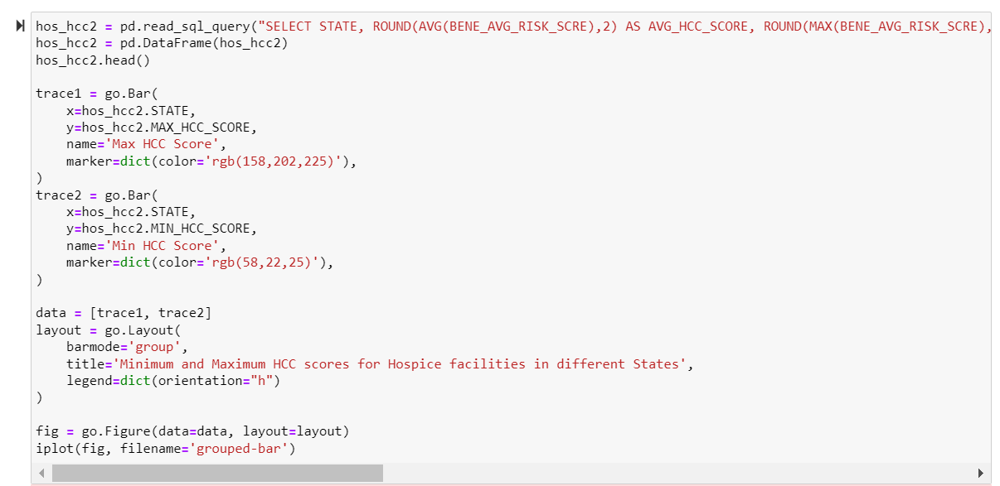 hos_hcc2 = pd.read_sql_query("SELECT STATE, ROUND(AVG(BENE_AVG_RISK_SCRE),2) AS AVG_HCC_SCORE, ROUND(MAX(BENE_AVG_RISK_SCRE),
hos_hcc2 = pd.DataFrame(hos_hcc2)
hos_hcc2.head()

trace1 = go.Bar(
    x=hos_hcc2.STATE,
    y=hos_hcc2.MAX_HCC_SCORE,
    name='Max HCC Score',
    marker=dict(color='rgb(158,202,225)'),
)
trace2 = go.Bar(
    x=hos_hcc2.STATE,
    y=hos_hcc2.MIN_HCC_SCORE,
    name='Min HCC Score',
    marker=dict(color='rgb(58,22,25)'),
)

data = [trace1, trace2]
layout = go.Layout(
    barmode='group',
    title='Minimum and Maximum HCC scores for Hospice facilities in different States',
    legend=dict(orientation="h")
)

fig = go.Figure(data=data, layout=layout)
iplot(fig, filename='grouped-bar')